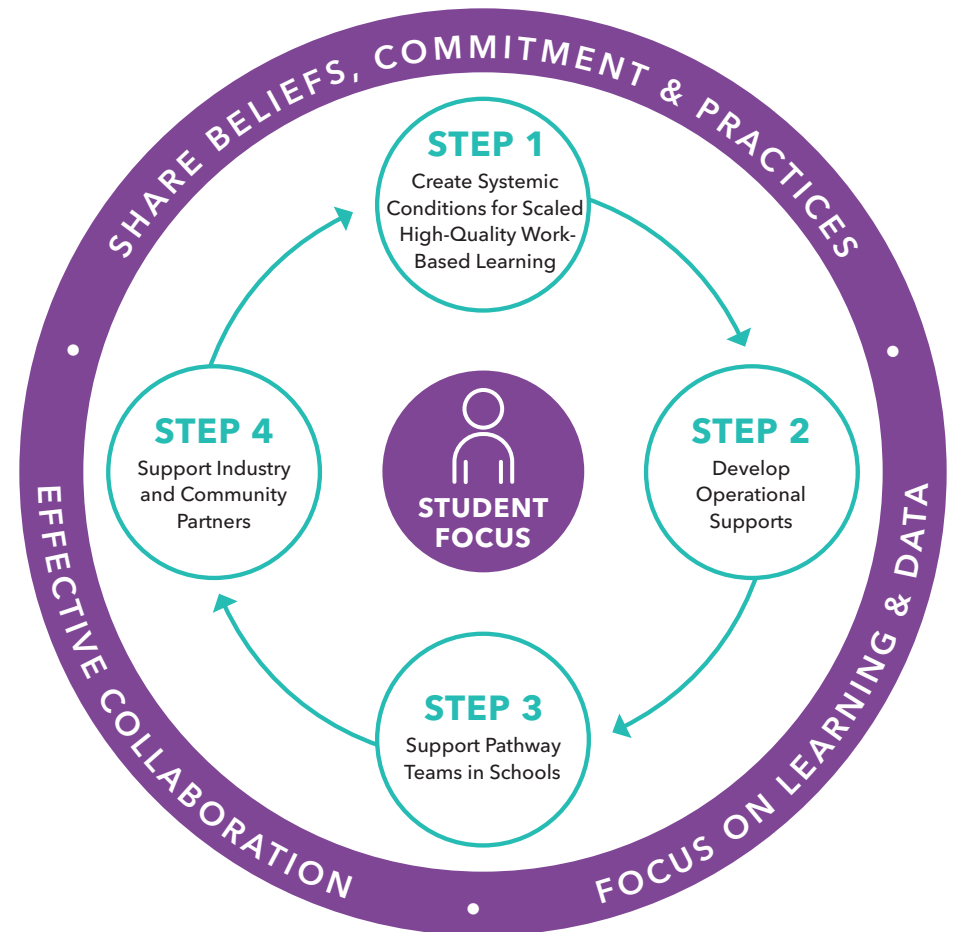 SHARE BELIEFS, COMMITMENT & PRACTICES
STEP 1
Create Systemic
Conditions for Scaled
High-Quality Work-
Based Learning
STEP 2
Develop
Operational
Supports
STEP 3
Support Pathway
Teams in Schools
STEP 4
Support Industry
and Community
Partners
STUDENT
FOCUS
FOCUS ON LEARNING & DATA
EFFECTIVE COLLABORATION